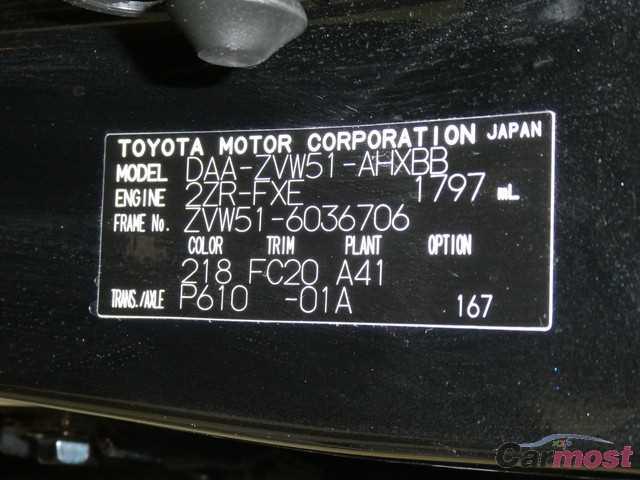 TOYOTA MOTOR CORPORATION JAPAN
MODEL DAA-ZVW51-AHXBB
ENGINE 2ZR-FXE 1797 mL
FRAME No. ZVW51-6036706
COLOR TRIM PLANT OPTION
218 FC20 A41
TRANS./AXLE P610 -01A 167
Carmost